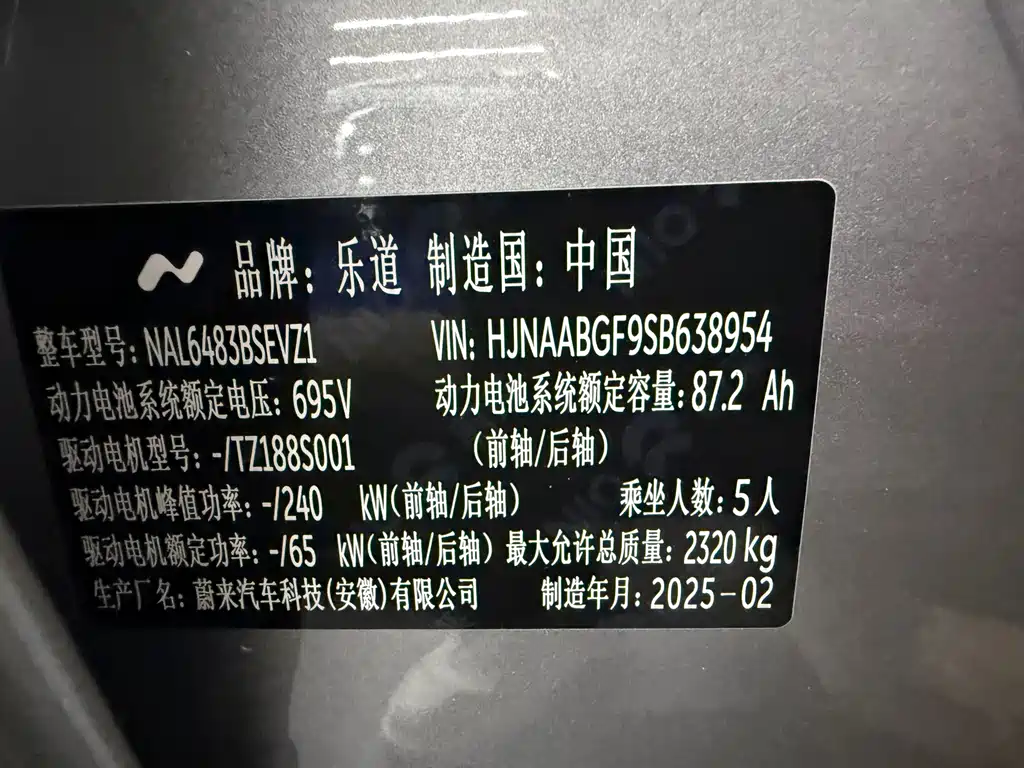 品牌：乐道 制造国：中国
整车型号：NAL6483BSEVZ1 VIN: HJNAABGF9SB638954
动力电池系统额定电压：695V 动力电池系统额定容量：87.2 Ah
驱动电机型号：-/TZ188S001 (前轴/后轴)
驱动电机峰值功率：-/240 kW(前轴/后轴) 乘坐人数：5人
驱动电机额定功率：-/65 kW(前轴/后轴) 最大允许总质量：2320 kg
生产厂名：蔚来汽车科技(安徽)有限公司 制造年月：2025-02